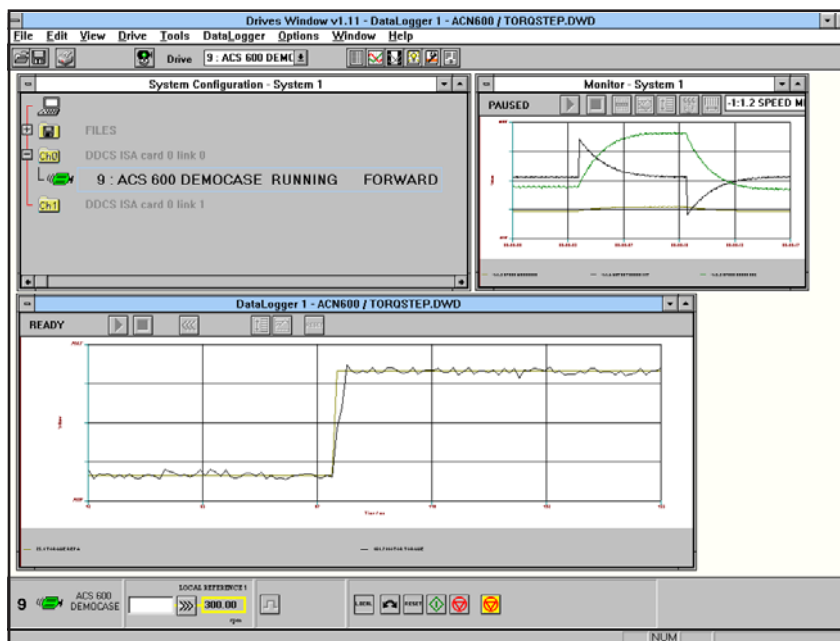 Drives Window v1.11 - DataLogger 1 - ACN600 / TORQSTEP.DWD
File Edit View Drive Tools DataLogger Options Window Help
Drive 9 : ACS 600 DEMC
System Configuration - System 1
FILES
Ch0 DDCS ISA card 0 link 0
9 : ACS 600 DEMOCASE RUNNING FORWARD
Ch1 DDCS ISA card 0 link 1
Monitor - System 1
PAUSED -1:1.2 SPEED M
DataLogger 1 - ACN600 / TORQSTEP.DWD
READY RESET
9 ACS 600 DEMOCASE
LOCAL REFERENCE 1
300.00
rpm
LOCAL RESET
NUM